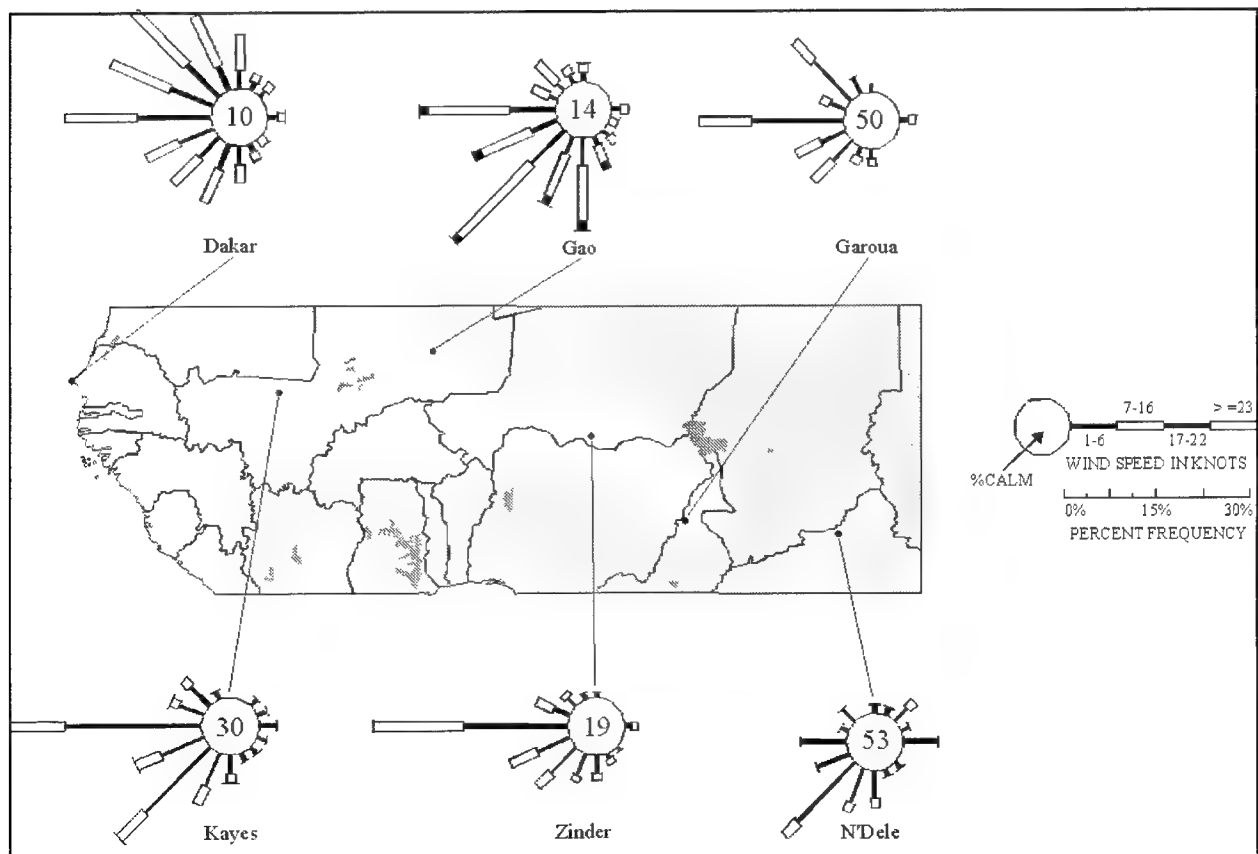 10
14
50
Dakar
Gao
Garoua
7-16
> =23
1-6
17-22
WIND SPEED IN KNOTS
%CALM
0%
15%
30%
PERCENT FREQUENCY
30
19
53
Kayes
Zinder
N'Dele